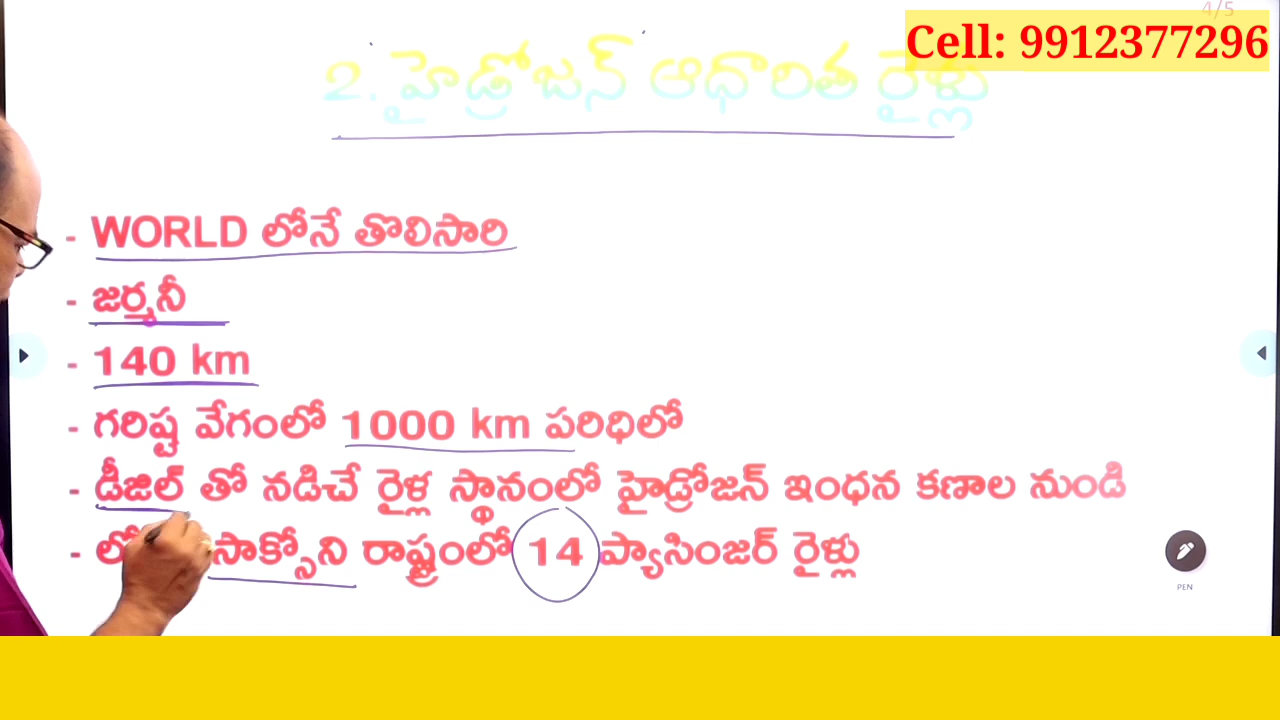 4/5
Cell: 9912377296
2. హైడ్రోజన్ ఆధారిత రైళ్లు
- WORLD లోనే తొలిసారి
- జర్మనీ
- 140 km
- గరిష్ట వేగంలో 1000 km పరిధిలో
- డీజిల్ తో నడిచే రైళ్ల స్థానంలో హైడ్రోజన్ ఇంధన కణాల నుండి
- సాక్సోని రాష్ట్రంలో 14 ప్యాసింజర్ రైళ్లు
PEN